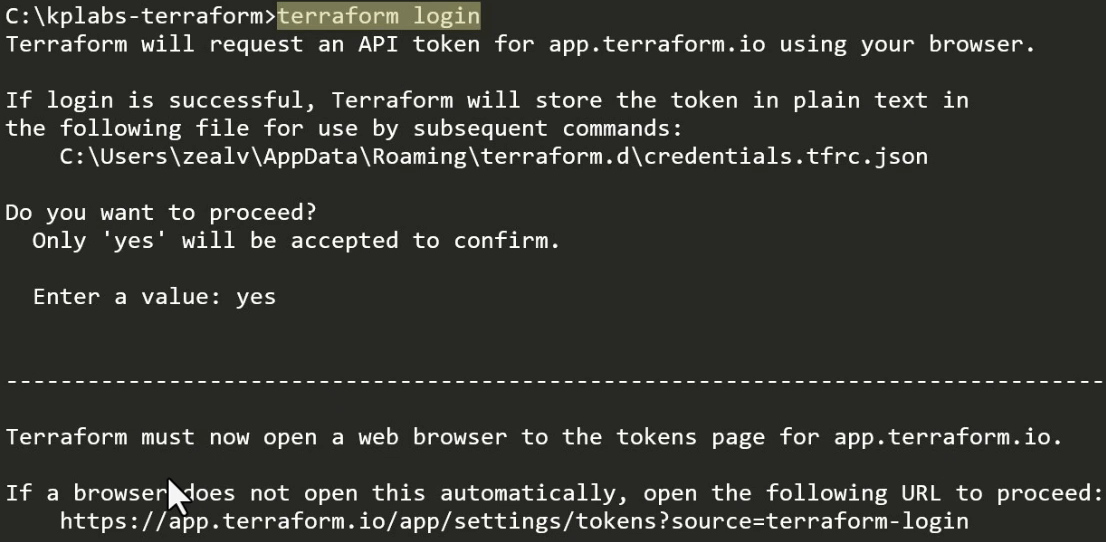 C:\kplabs-terraform>terraform login
Terraform will request an API token for app.terraform.io using your browser.
If login is successful, Terraform will store the token in plain text in
the following file for use by subsequent commands:
C:\Users\zealv\AppData\Roaming\terraform.d\credentials.tfrc.json
Do you want to proceed?
Only 'yes' will be accepted to confirm.
Enter a value: yes
---------------------------------------------------------------------------------
Terraform must now open a web browser to the tokens page for app.terraform.io.
If a browser does not open this automatically, open the following URL to proceed:
https://app.terraform.io/app/settings/tokens?source=terraform-login